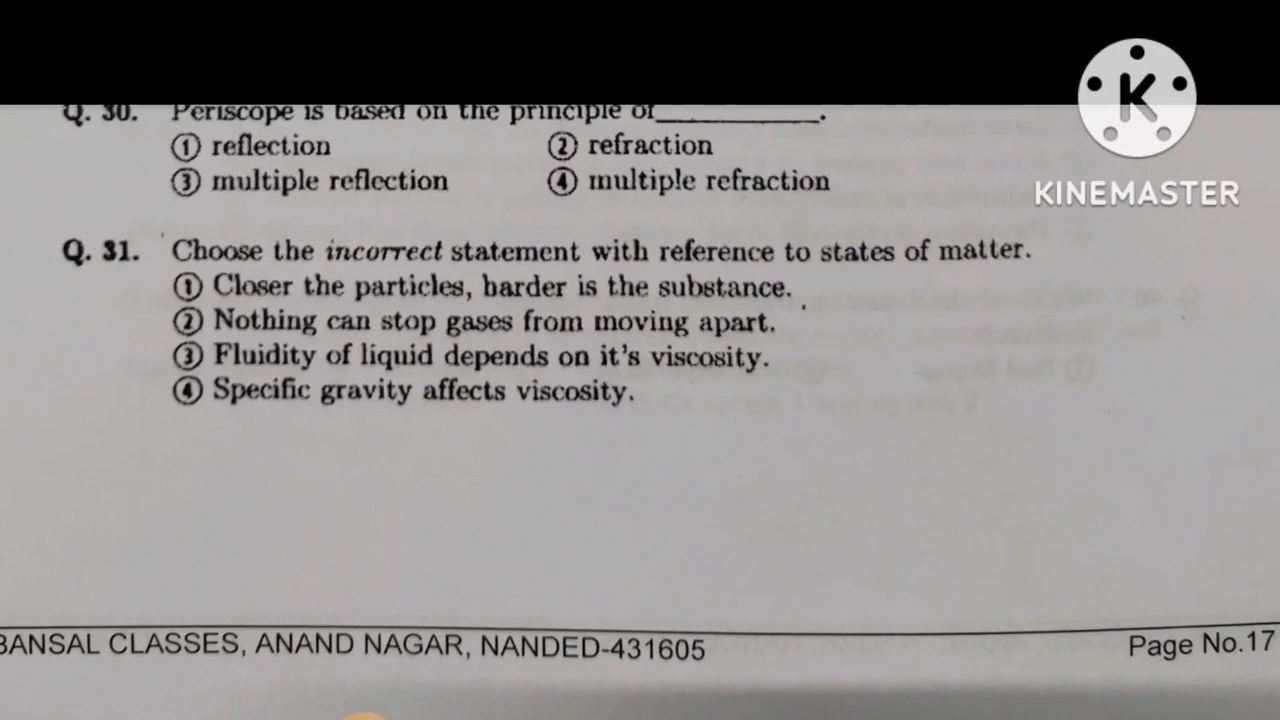 K
KINEMASTER
Q. 30. Periscope is based on the principle of__________.
① reflection ② refraction
③ multiple reflection ④ multiple refraction
Q. 31. Choose the incorrect statement with reference to states of matter.
① Closer the particles, harder is the substance.
② Nothing can stop gases from moving apart.
③ Fluidity of liquid depends on it's viscosity.
④ Specific gravity affects viscosity.
BANSAL CLASSES, ANAND NAGAR, NANDED-431605 Page No.17